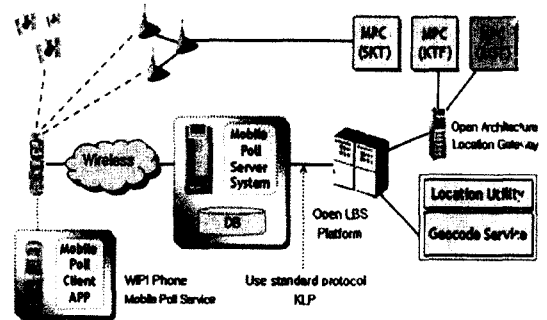 MPC
(SKT)
MPC
(KTF)
MPC
Open Architecture
Location Gateway
Wireless
Mobile
Poll
Server
System
DB
Open LBS
Platform
Location Utility
Geocode Service
Mobile
Poll
Client
APP
WIPI Phone
Mobile Poll Service
Use standard protocol
KLP